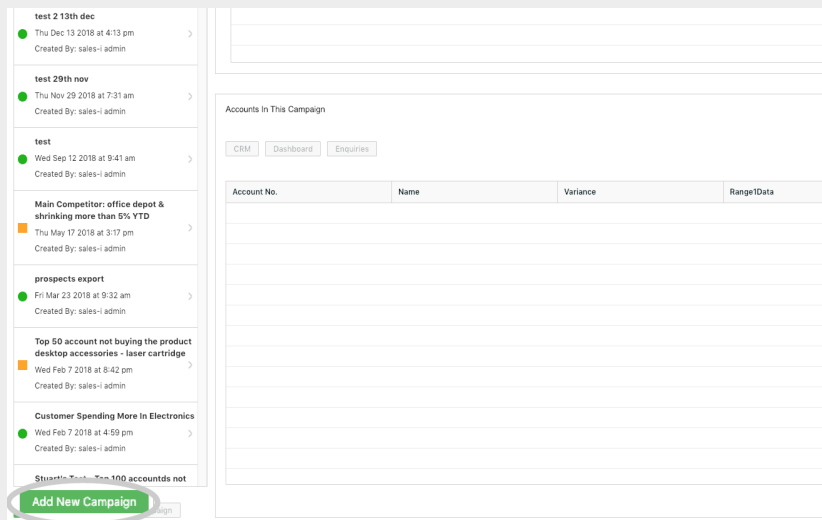 test 2 13th dec
Thu Dec 13 2018 at 4:13 pm
Created By: sales-i admin
test 29th nov
Thu Nov 29 2018 at 7:31 am
Created By: sales-i admin
test
Wed Sep 12 2018 at 9:41 am
Created By: sales-i admin
Main Competitor: office depot &
shrinking more than 5% YTD
Thu May 17 2018 at 3:17 pm
Created By: sales-i admin
prospects export
Fri Mar 23 2018 at 9:32 am
Created By: sales-i admin
Top 50 account not buying the product
desktop accessories - laser cartridge
Wed Feb 7 2018 at 8:42 pm
Created By: sales-i admin
Customer Spending More In Electronics
Wed Feb 7 2018 at 4:59 pm
Created By: sales-i admin
Stuart's Test - Top 100 accountds not
Add New Campaign
Accounts In This Campaign
CRM Dashboard Enquiries
Account No. Name Variance Range1Data